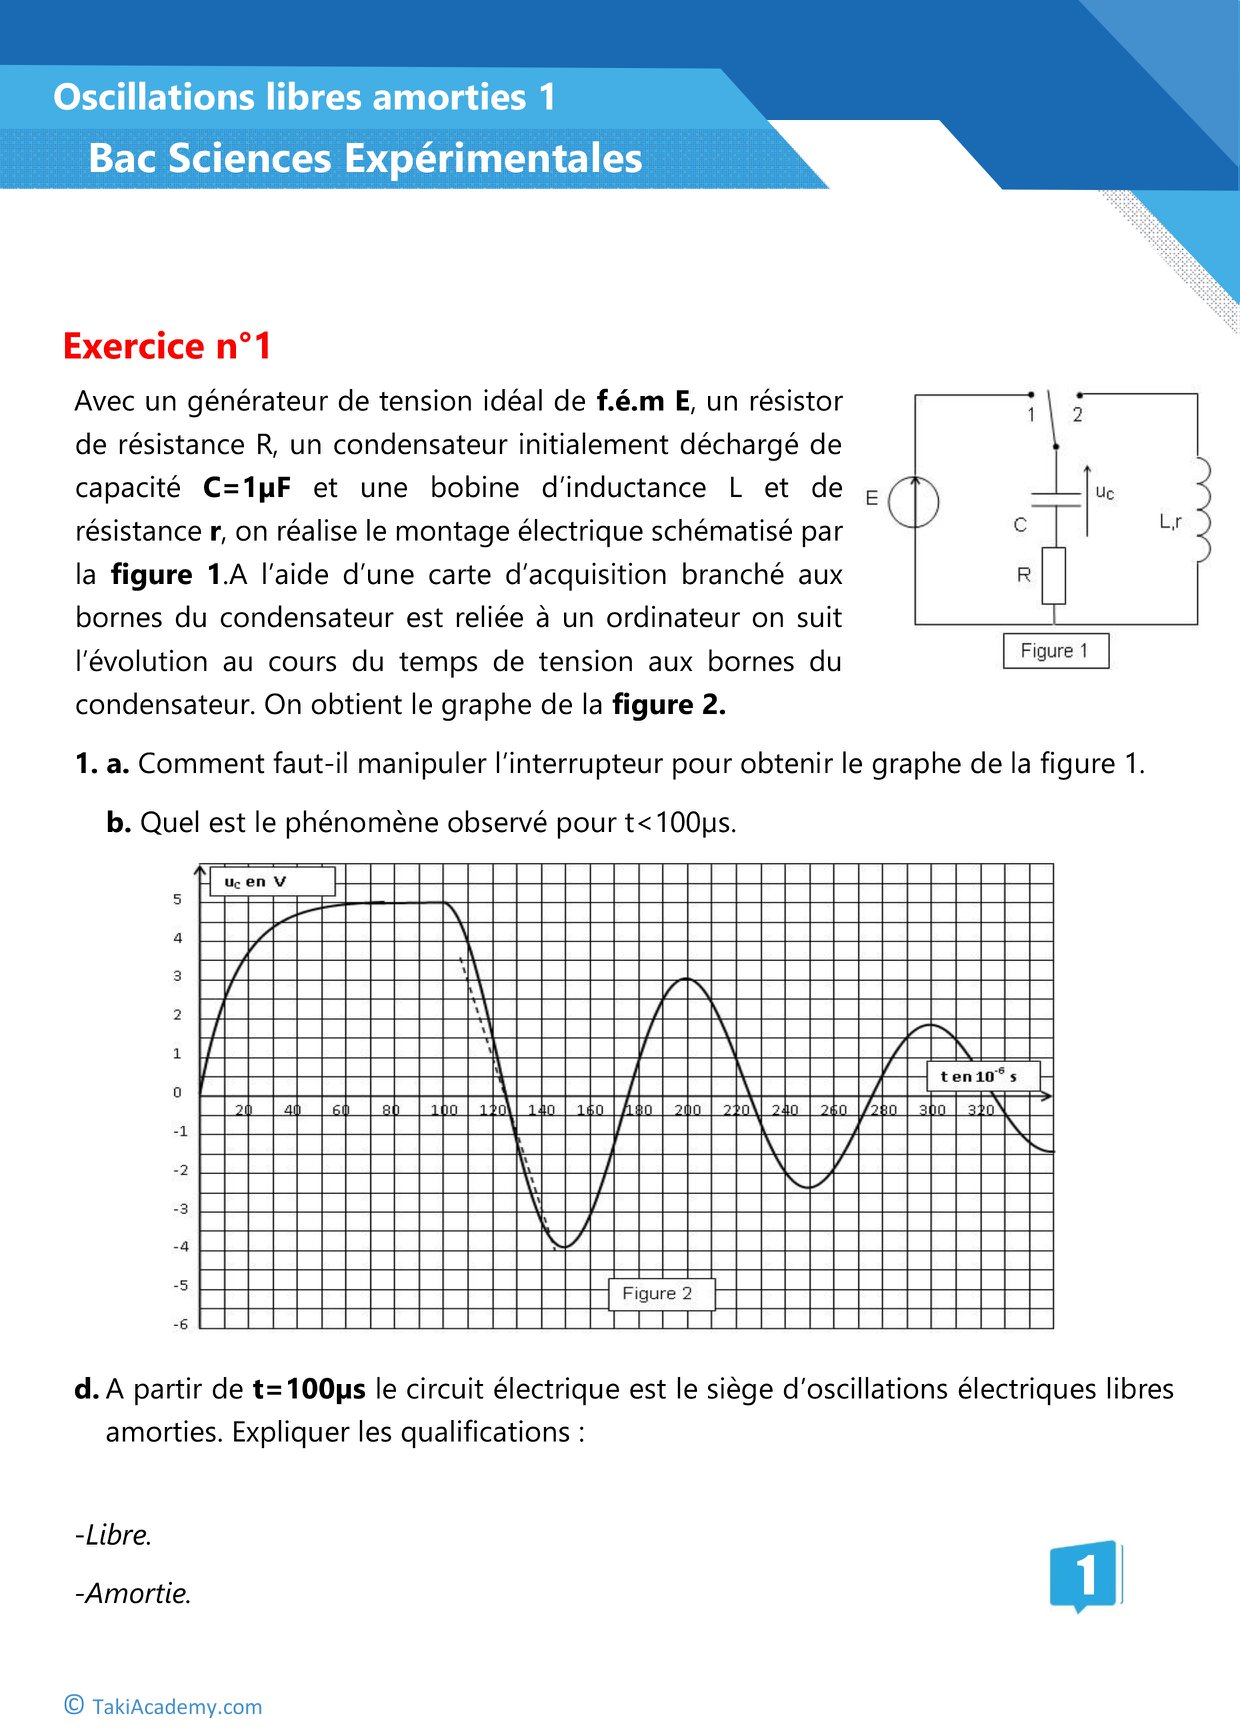 Oscillations libres amorties 1
Bac Sciences Expérimentales
Exercice n°1
Avec un générateur de tension idéal de f.é.m E, un résistor
de résistance R, un condensateur initialement déchargé de
capacité C=1µF et une bobine d’inductance L et de
résistance r, on réalise le montage électrique schématisé par
la figure 1.A l’aide d’une carte d’acquisition branché aux
bornes du condensateur est reliée à un ordinateur on suit
l’évolution au cours du temps de tension aux bornes du
condensateur. On obtient le graphe de la figure 2.
1 2
E
uc
C
L,r
R
Figure 1
1. a. Comment faut-il manipuler l’interrupteur pour obtenir le graphe de la figure 1.
b. Quel est le phénomène observé pour t<100µs.
uc en V
5
4
3
2
1
0
-1
-2
-3
-4
-5
-6
t en 10-6 s
20 40 60 80 100 120 140 160 180 200 220 240 260 280 300 320
Figure 2
d. A partir de t=100µs le circuit électrique est le siège d’oscillations électriques libres
amorties. Expliquer les qualifications :
-Libre.
-Amortie.
1
© TakiAcademy.com